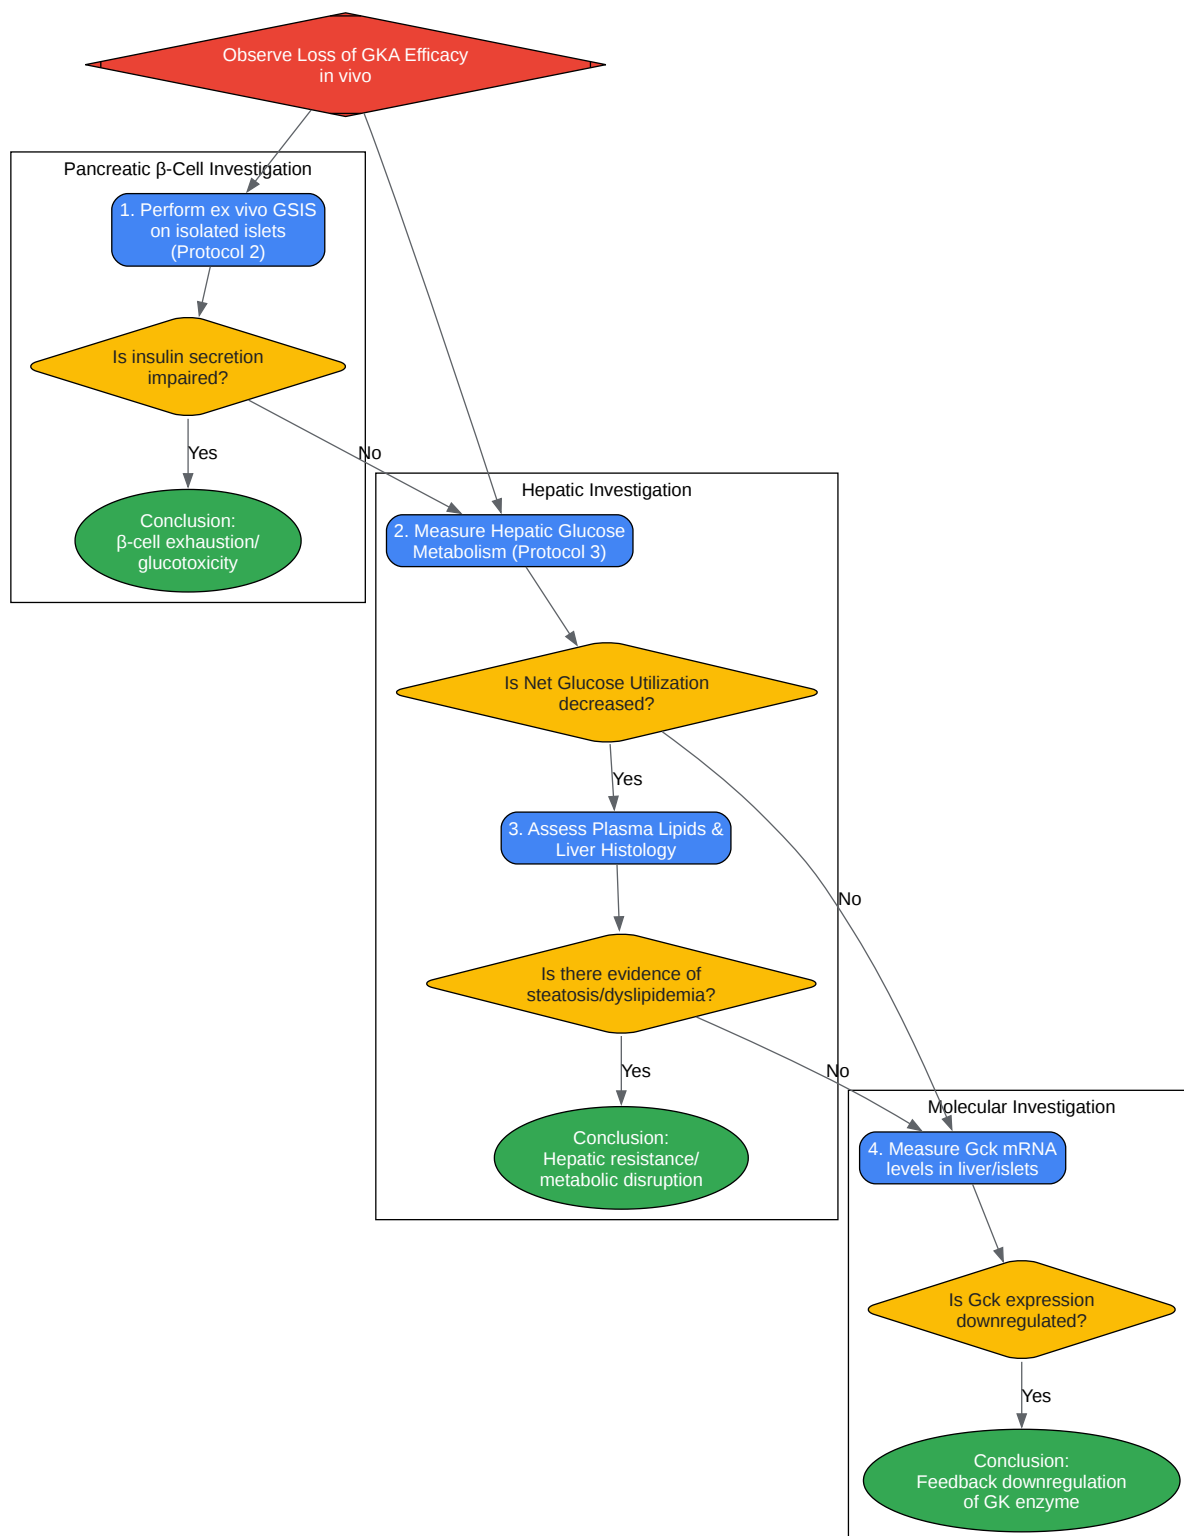 Observe Loss of GKA Efficacy
in vivo
Pancreatic β-Cell Investigation
1. Perform ex vivo GSIS
on isolated islets
(Protocol 2)
Is insulin secretion
impaired?
Yes
No
Conclusion:
β-cell exhaustion/
glucotoxicity
Hepatic Investigation
2. Measure Hepatic Glucose
Metabolism (Protocol 3)
Is Net Glucose Utilization
decreased?
Yes
No
3. Assess Plasma Lipids &
Liver Histology
Is there evidence of
steatosis/dyslipidemia?
Yes
No
Conclusion:
Hepatic resistance/
metabolic disruption
Molecular Investigation
4. Measure Gck mRNA
levels in liver/islets
Is Gck expression
downregulated?
Yes
Conclusion:
Feedback downregulation
of GK enzyme